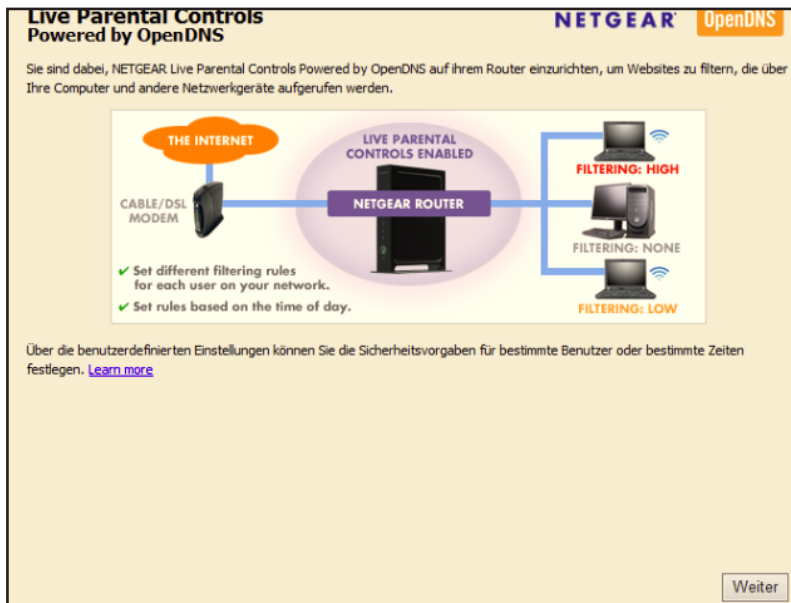 Live Parental Controls
Powered by OpenDNS
NETGEAR
OpenDNS
Sie sind dabei, NETGEAR Live Parental Controls Powered by OpenDNS auf ihrem Router einzurichten, um Websites zu filtern, die über
Ihre Computer und andere Netzwerkgeräte aufgerufen werden.
THE INTERNET
LIVE PARENTAL
CONTROLS ENABLED
FILTERING: HIGH
CABLE/DSL
MODEM
NETGEAR ROUTER
FILTERING: NONE
✔ Set different filtering rules
for each user on your network.
✔ Set rules based on the time of day.
FILTERING: LOW
Über die benutzerdefinierten Einstellungen können Sie die Sicherheitsvorgaben für bestimmte Benutzer oder bestimmte Zeiten
festlegen. Learn more
Weiter